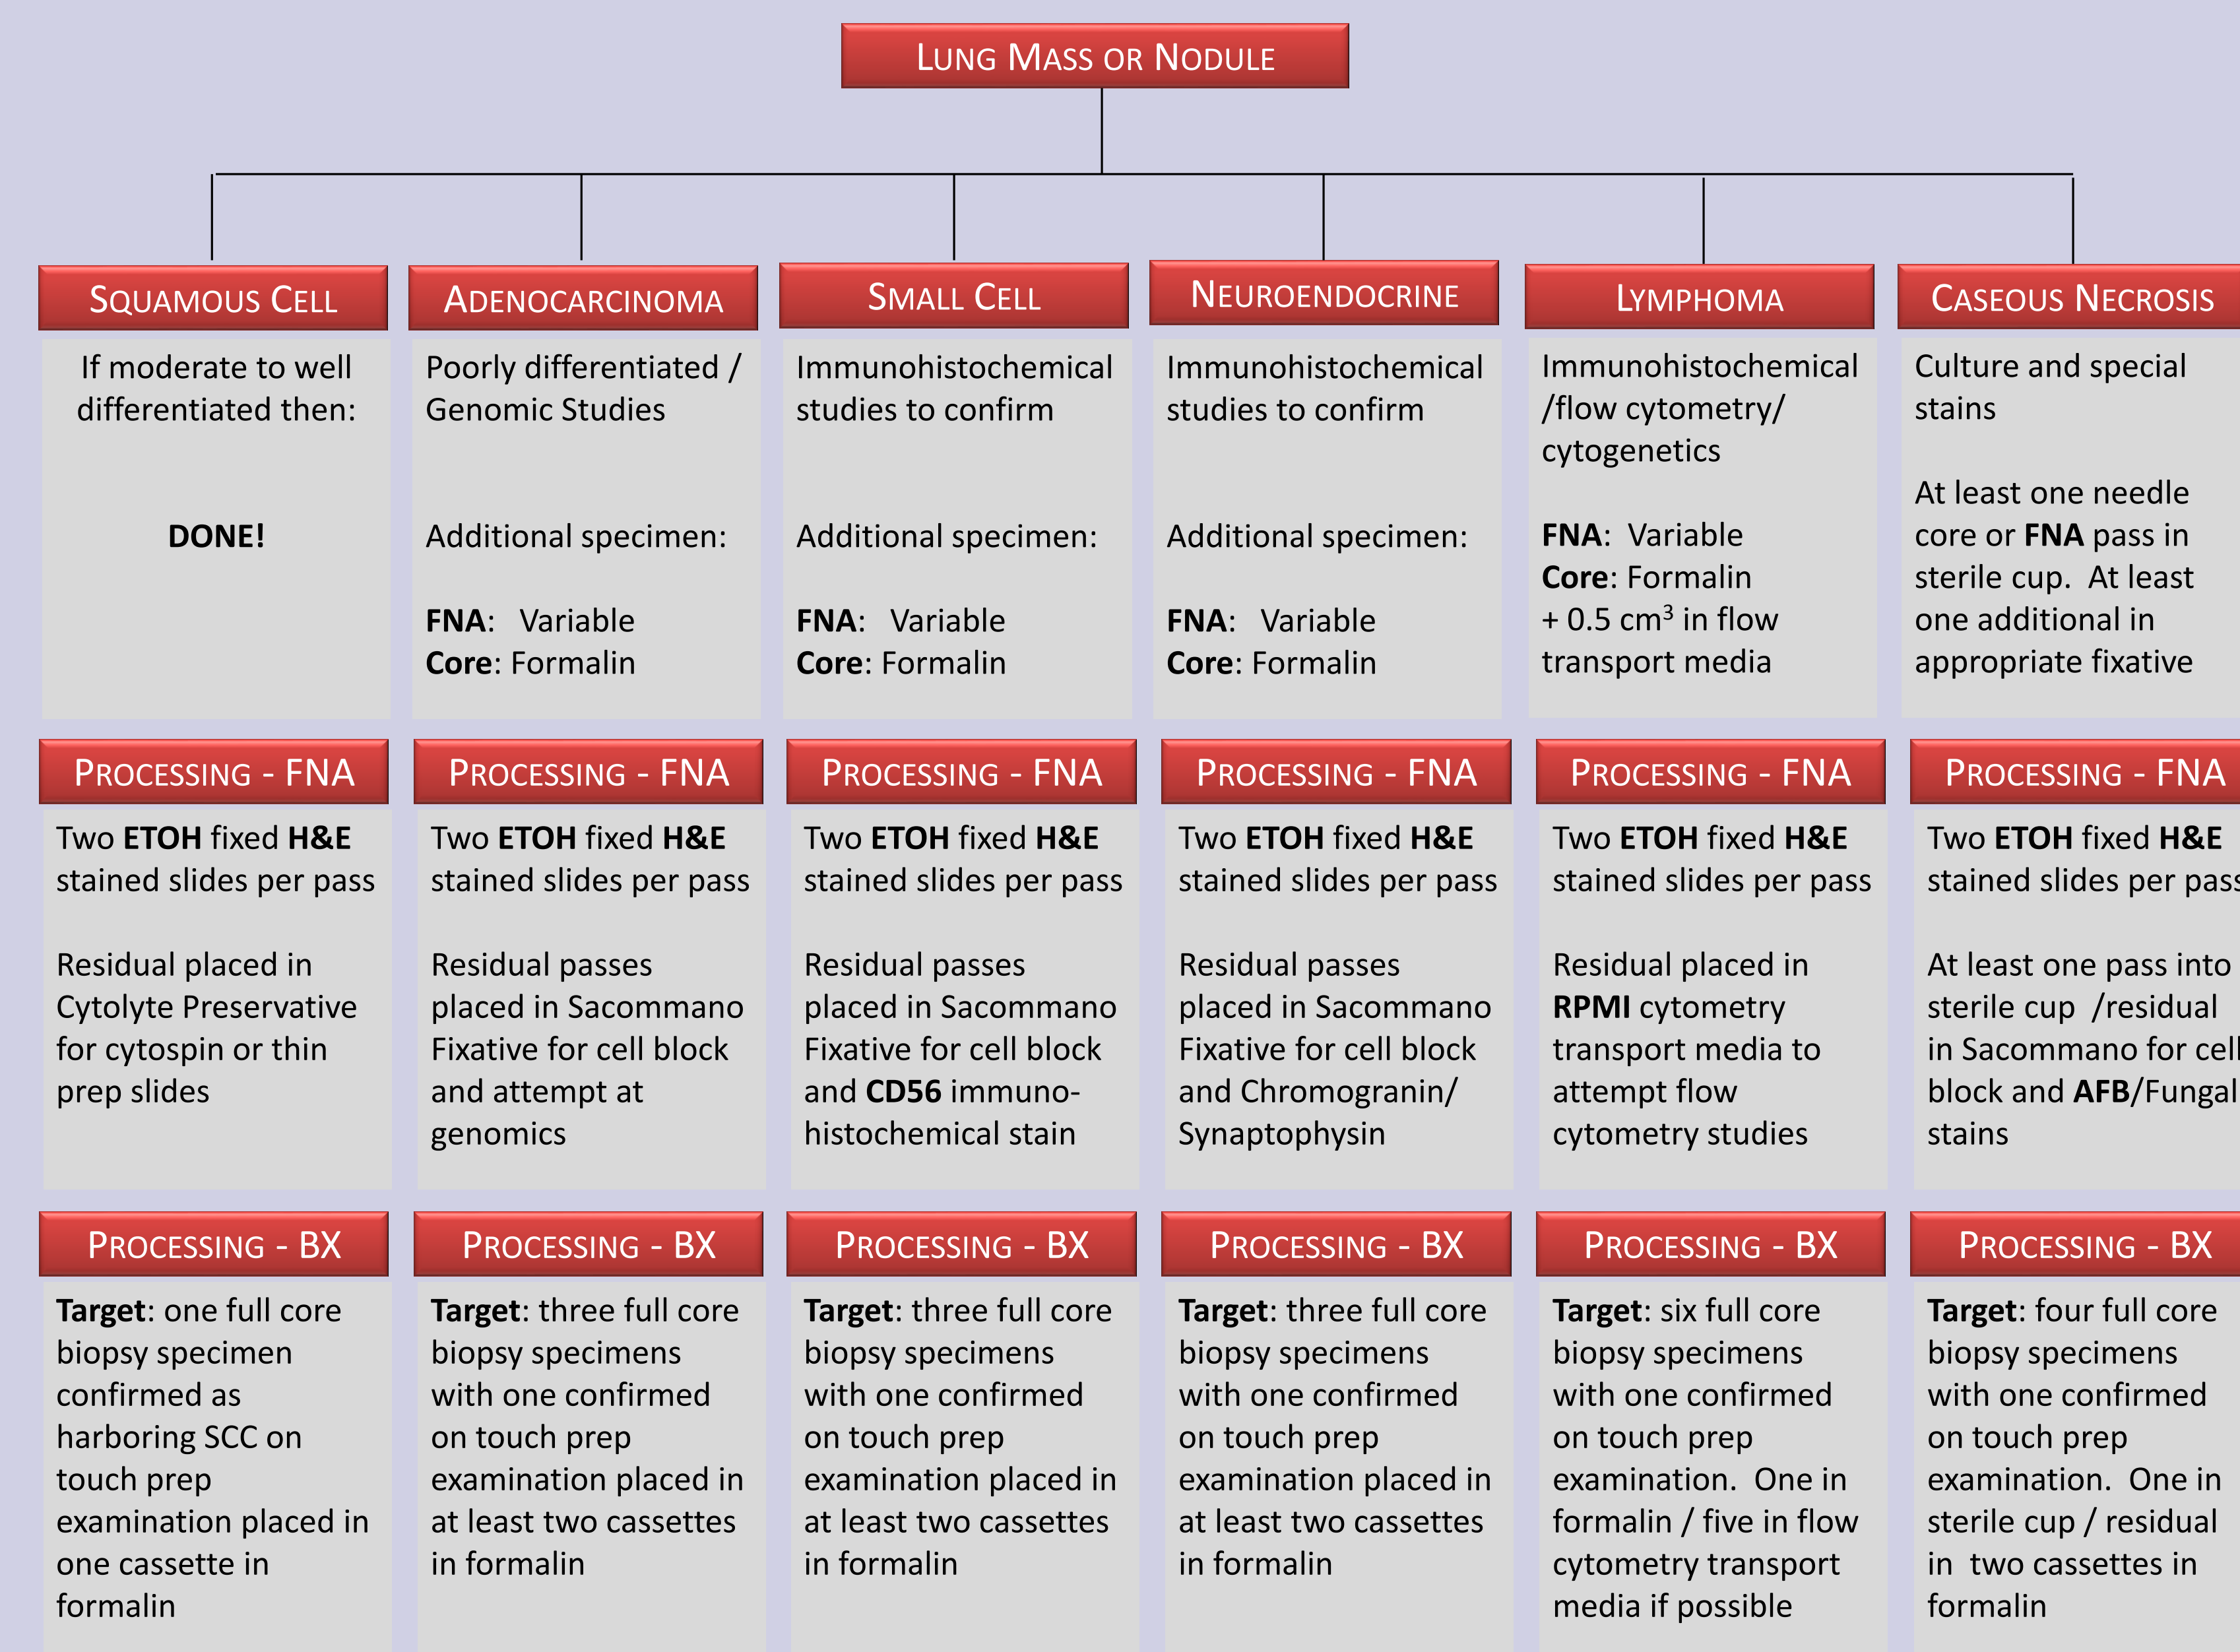 LUNG MASS OR NODULE
SQUAMOUS CELL
If moderate to well
differentiated then:
DONE!
PROCESSING - FNA
Two ETOH fixed H&E
stained slides per pass
Residual placed in
Cytolyte Preservative
for cytospin or thin
prep slides
PROCESSING - BX
Target: one full core
biopsy specimen
confirmed as
harboring SCC on
touch prep
examination placed in
one cassette in
formalin
ADENOCARCINOMA
Poorly differentiated /
Genomic Studies
Additional specimen:
FNA: Variable
Core: Formalin
PROCESSING - FNA
Two ETOH fixed H&E
stained slides per pass
Residual passes
placed in Sacommano
Fixative for cell block
and attempt at
genomics
PROCESSING - BX
Target: three full core
biopsy specimens
with one confirmed
on touch prep
examination placed in
at least two cassettes
in formalin
SMALL CELL
Immunohistochemical
studies to confirm
Additional specimen:
FNA: Variable
Core: Formalin
PROCESSING - FNA
Two ETOH fixed H&E
stained slides per pass
Residual passes
placed in Sacommano
Fixative for cell block
and CD56 immuno-
histochemical stain
PROCESSING - BX
Target: three full core
biopsy specimens
with one confirmed
on touch prep
examination placed in
at least two cassettes
in formalin
NEUROENDOCRINE
Immunohistochemical
studies to confirm
Additional specimen:
FNA: Variable
Core: Formalin
PROCESSING - FNA
Two ETOH fixed H&E
stained slides per pass
Residual passes
placed in Sacommano
Fixative for cell block
and Chromogranin/
Synaptophysin
PROCESSING - BX
Target: three full core
biopsy specimens
with one confirmed
on touch prep
examination placed in
at least two cassettes
in formalin
LYMPHOMA
Immunohistochemical
/flow cytometry/
cytogenetics
FNA: Variable
Core: Formalin
+ 0.5 cm³ in flow
transport media
PROCESSING - FNA
Two ETOH fixed H&E
stained slides per pass
Residual placed in
RPMI cytometry
transport media to
attempt flow
cytometry studies
PROCESSING - BX
Target: six full core
biopsy specimens
with one confirmed
on touch prep
examination. One in
formalin / five in flow
cytometry transport
media if possible
CASEOUS NECROSIS
Culture and special
stains
At least one needle
core or FNA pass in
sterile cup. At least
one additional in
appropriate fixative
PROCESSING - FNA
Two ETOH fixed H&E
stained slides per pass
At least one pass into
sterile cup /residual
in Sacommano for cell
block and AFB/Fungal
stains
PROCESSING - BX
Target: four full core
biopsy specimens
with one confirmed
on touch prep
examination. One in
sterile cup / residual
in two cassettes in
formalin